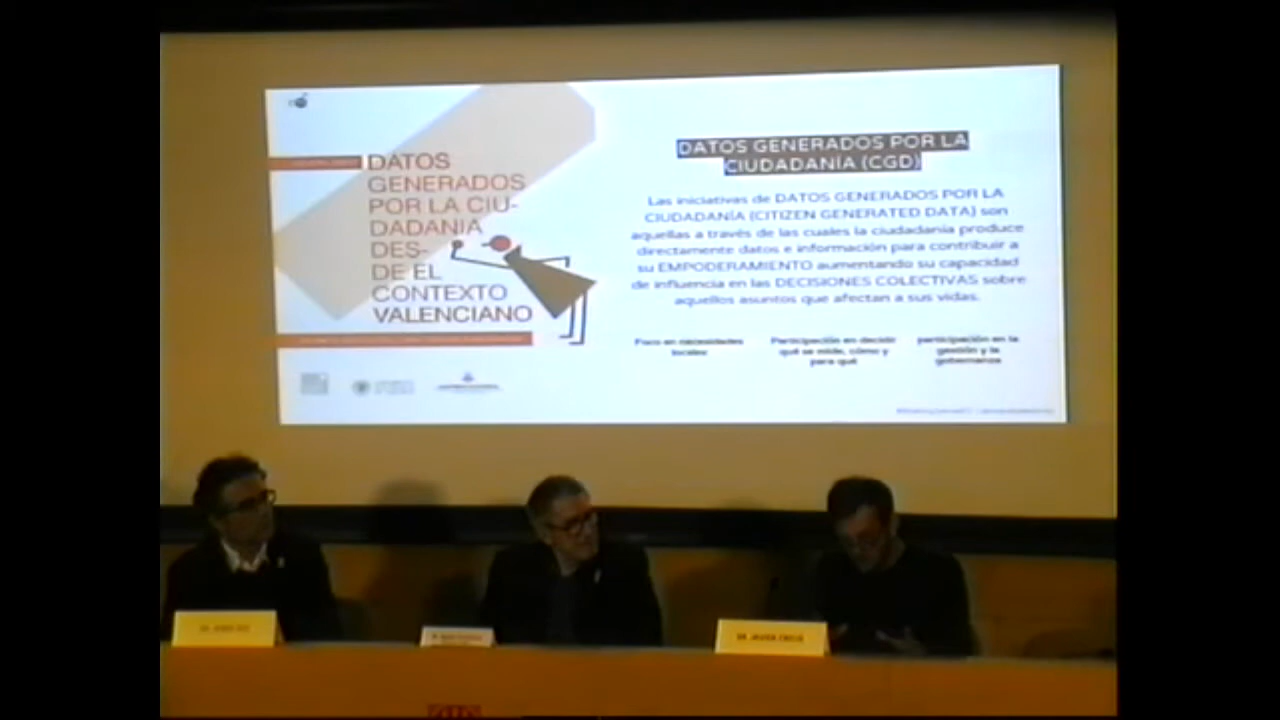 DATOS
GENERADOS
POR LA CIU-
DADANÍA
DES-
DE EL
CONTEXTO
VALENCIANO
DATOS GENERADOS POR LA
CIUDADANÍA (CGD)
Las iniciativas de DATOS GENERADOS POR LA
CIUDADANÍA (CITIZEN GENERATED DATA) son
aquellas a través de las cuales la ciudadanía produce
directamente datos e información para contribuir a
su EMPODERAMIENTO aumentando su capacidad
de influencia en las DECISIONES COLECTIVAS sobre
aquellos asuntos que afectan a sus vidas.
Foco en necesidades
locales
Participación en decidir
qué se mide, cómo y
para qué
participación en la
gestión y la
gobernanza